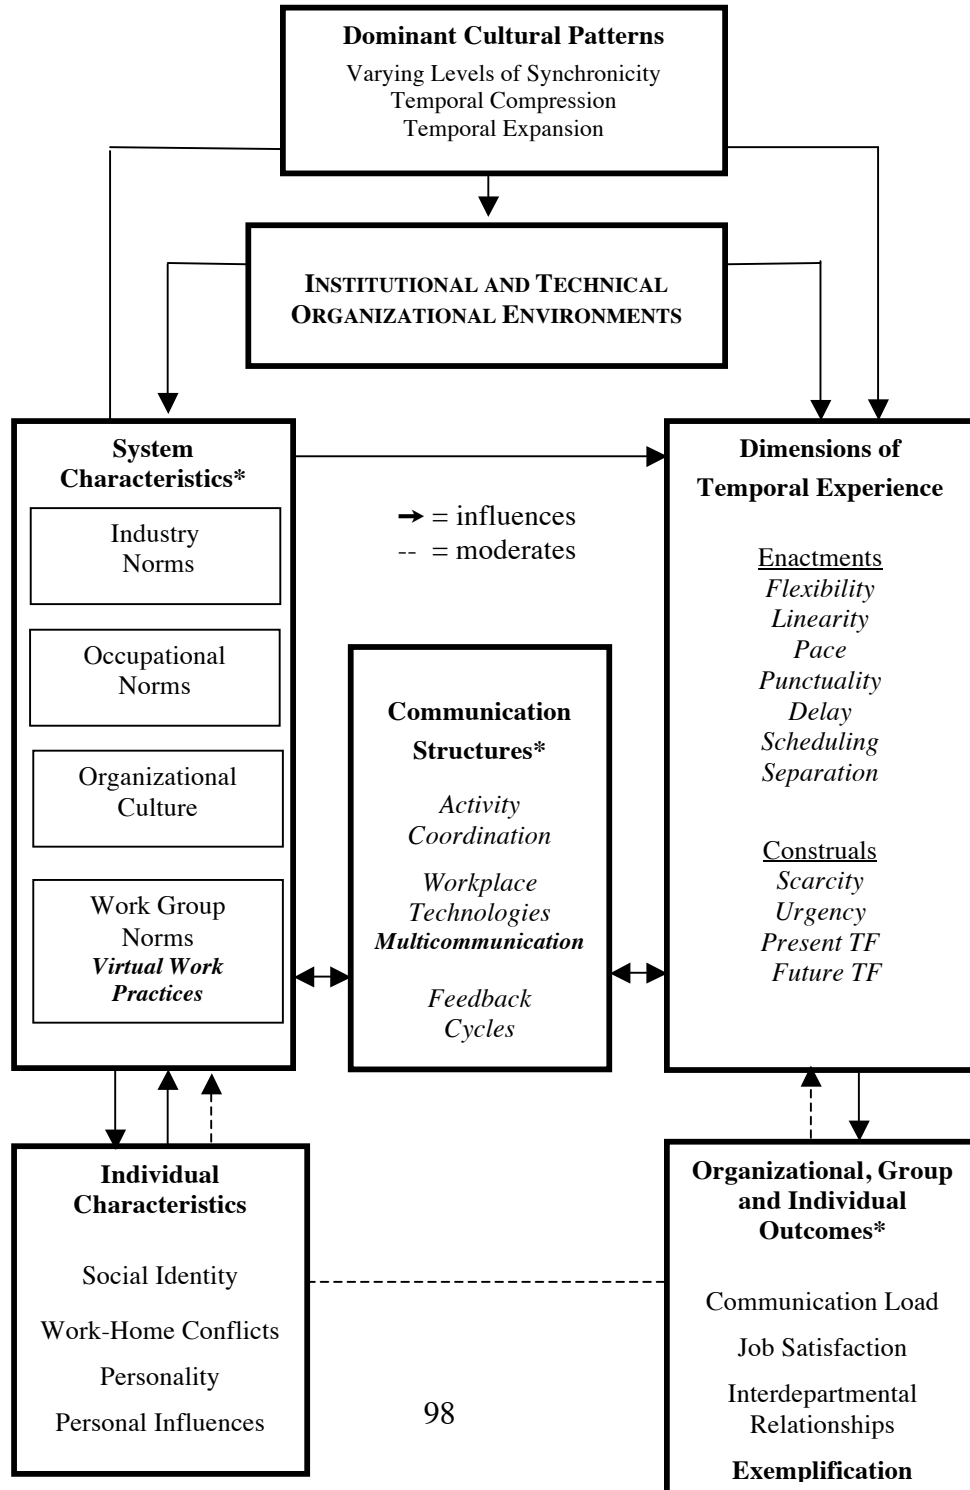 Dominant Cultural Patterns
Varying Levels of Synchronicity
Temporal Compression
Temporal Expansion
INSTITUTIONAL AND TECHNICAL
ORGANIZATIONAL ENVIRONMENTS
System
Characteristics*
Industry
Norms
Occupational
Norms
Organizational
Culture
Work Group
Norms
Virtual Work
Practices
→ = influences
-- = moderates
Communication
Structures*
Activity
Coordination
Workplace
Technologies
Multicommunication
Feedback
Cycles
Dimensions of
Temporal Experience
Enactments
Flexibility
Linearity
Pace
Punctuality
Delay
Scheduling
Separation
Construals
Scarcity
Urgency
Present TF
Future TF
Individual
Characteristics
Social Identity
Work-Home Conflicts
Personality
Personal Influences
Organizational, Group
and Individual
Outcomes*
Communication Load
Job Satisfaction
Interdepartmental
Relationships
Exemplification
98